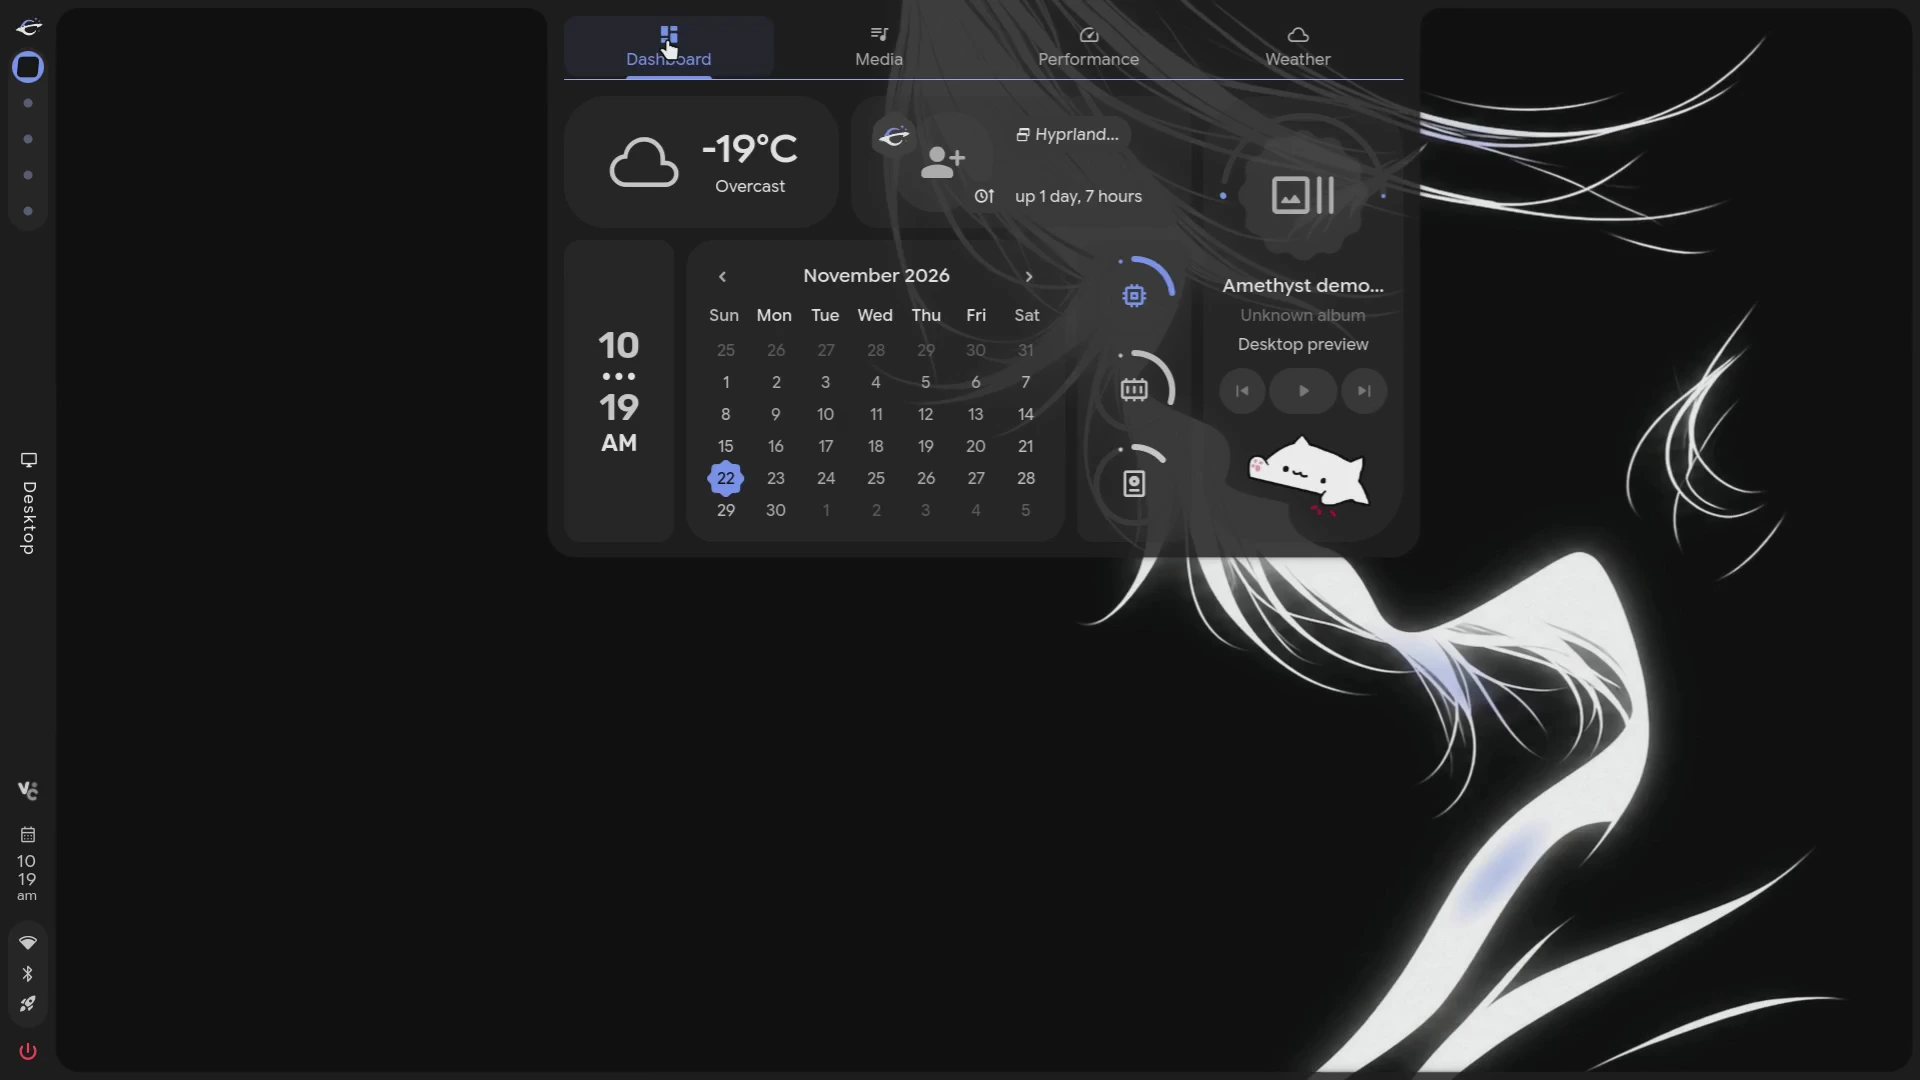 Dashboard
Media
Performance
Weather
-19°C
Overcast
Hyprland...
up 1 day, 7 hours
10
19
AM
November 2026
Sun Mon Tue Wed Thu Fri Sat
25 26 27 28 29 30 31
1 2 3 4 5 6 7
8 9 10 11 12 13 14
15 16 17 18 19 20 21
22 23 24 25 26 27 28
29 30 1 2 3 4 5
Amethyst demo...
Unknown album
Desktop preview
Desktop
10
19
am